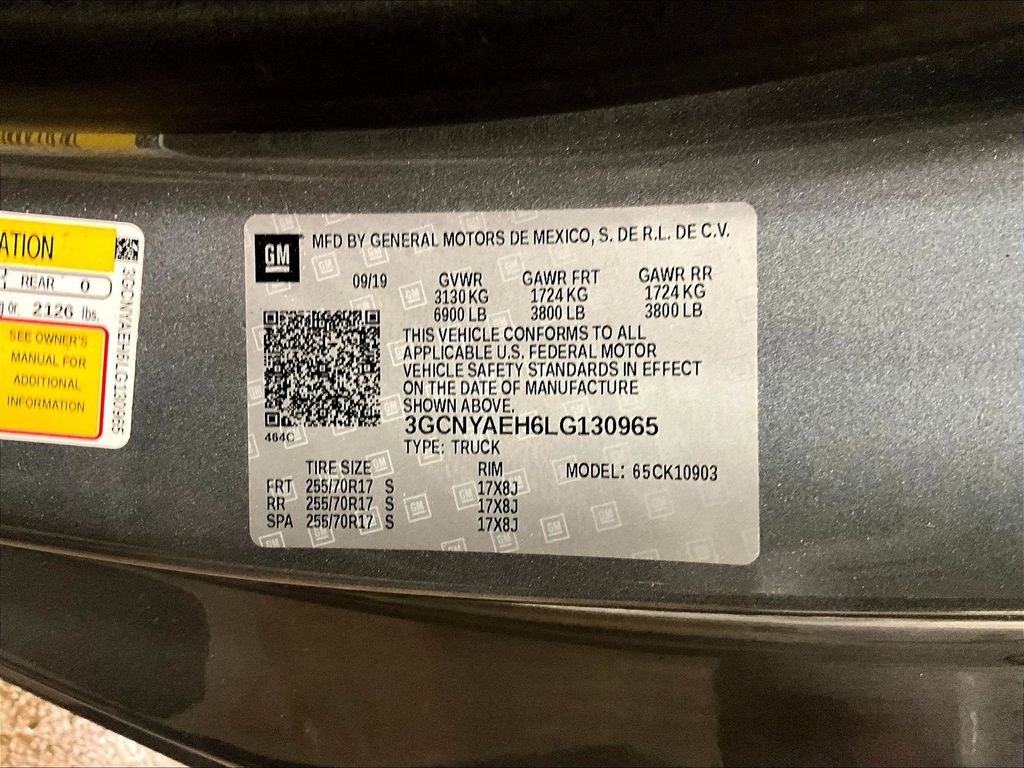 ATION
REAR 0
or 2126 lbs.
SEE OWNER'S
MANUAL FOR
ADDITIONAL
INFORMATION
3GCNYAEH6LG130965
GM
MFD BY GENERAL MOTORS DE MEXICO, S. DE R.L. DE C.V.
09/19 GVWR GAWR FRT GAWR RR
3130 KG 1724 KG 1724 KG
6900 LB 3800 LB 3800 LB
THIS VEHICLE CONFORMS TO ALL
APPLICABLE U.S. FEDERAL MOTOR
VEHICLE SAFETY STANDARDS IN EFFECT
ON THE DATE OF MANUFACTURE
SHOWN ABOVE.
464C
3GCNYAEH6LG130965
TYPE: TRUCK
TIRE SIZE RIM MODEL: 65CK10903
FRT 255/70R17 S 17X8J
RR 255/70R17 S 17X8J
SPA 255/70R17 S 17X8J